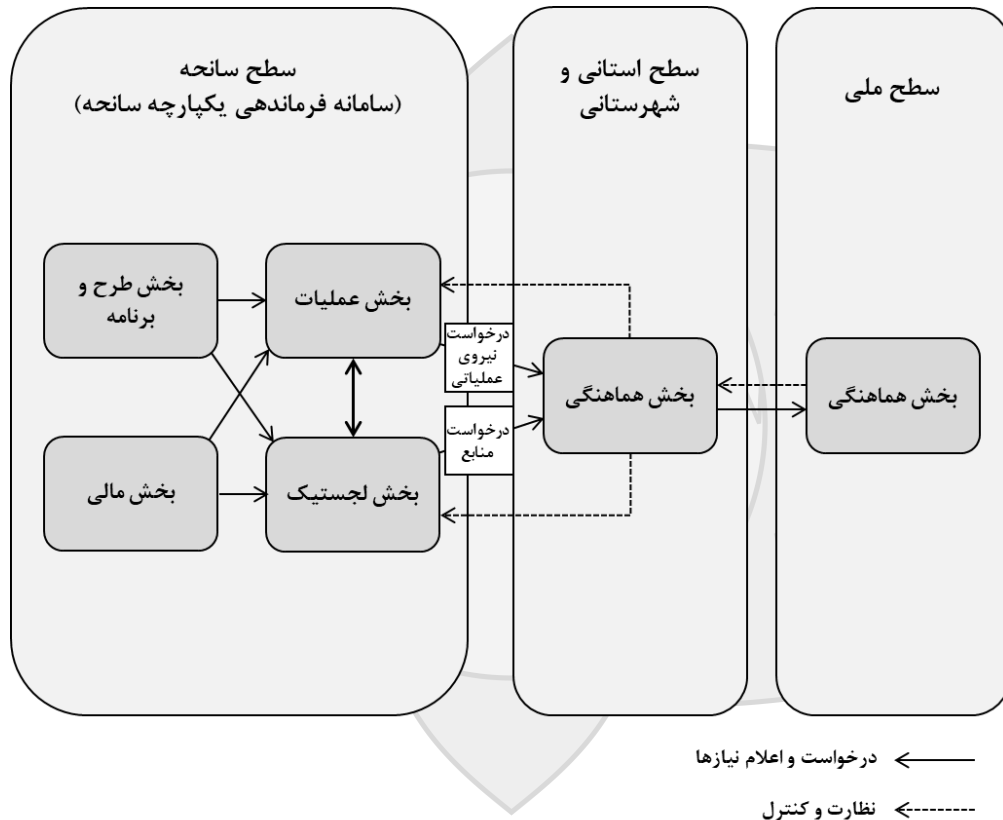 سطح ملی
سطح استانی و
شهرستانی
سطح سانحه
(سامانه فرماندهی یکپارچه سانحه)
بخش طرح و
برنامه
بخش عملیات
درخواست
نیروی
عملیاتی
بخش هماهنگی
بخش هماهنگی
درخواست
منابع
بخش لجستیک
بخش مالی
درخواست و اعلام نیازها
نظارت و کنترل